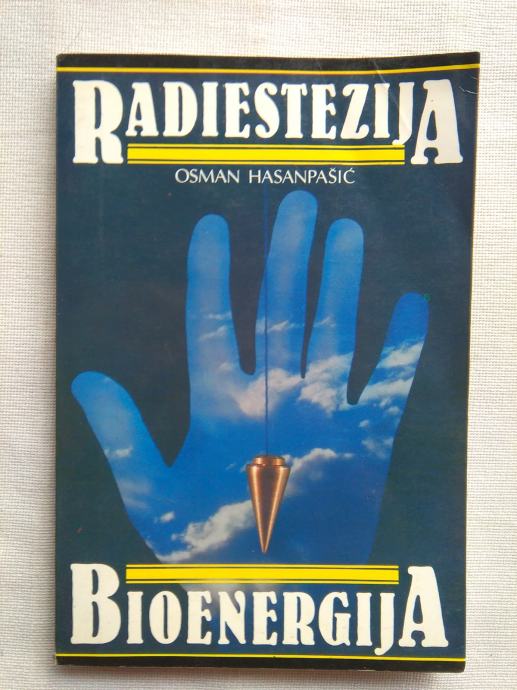 RADIESTEZIJA
OSMAN HASANPAŠIĆ
BIOENERGIJA